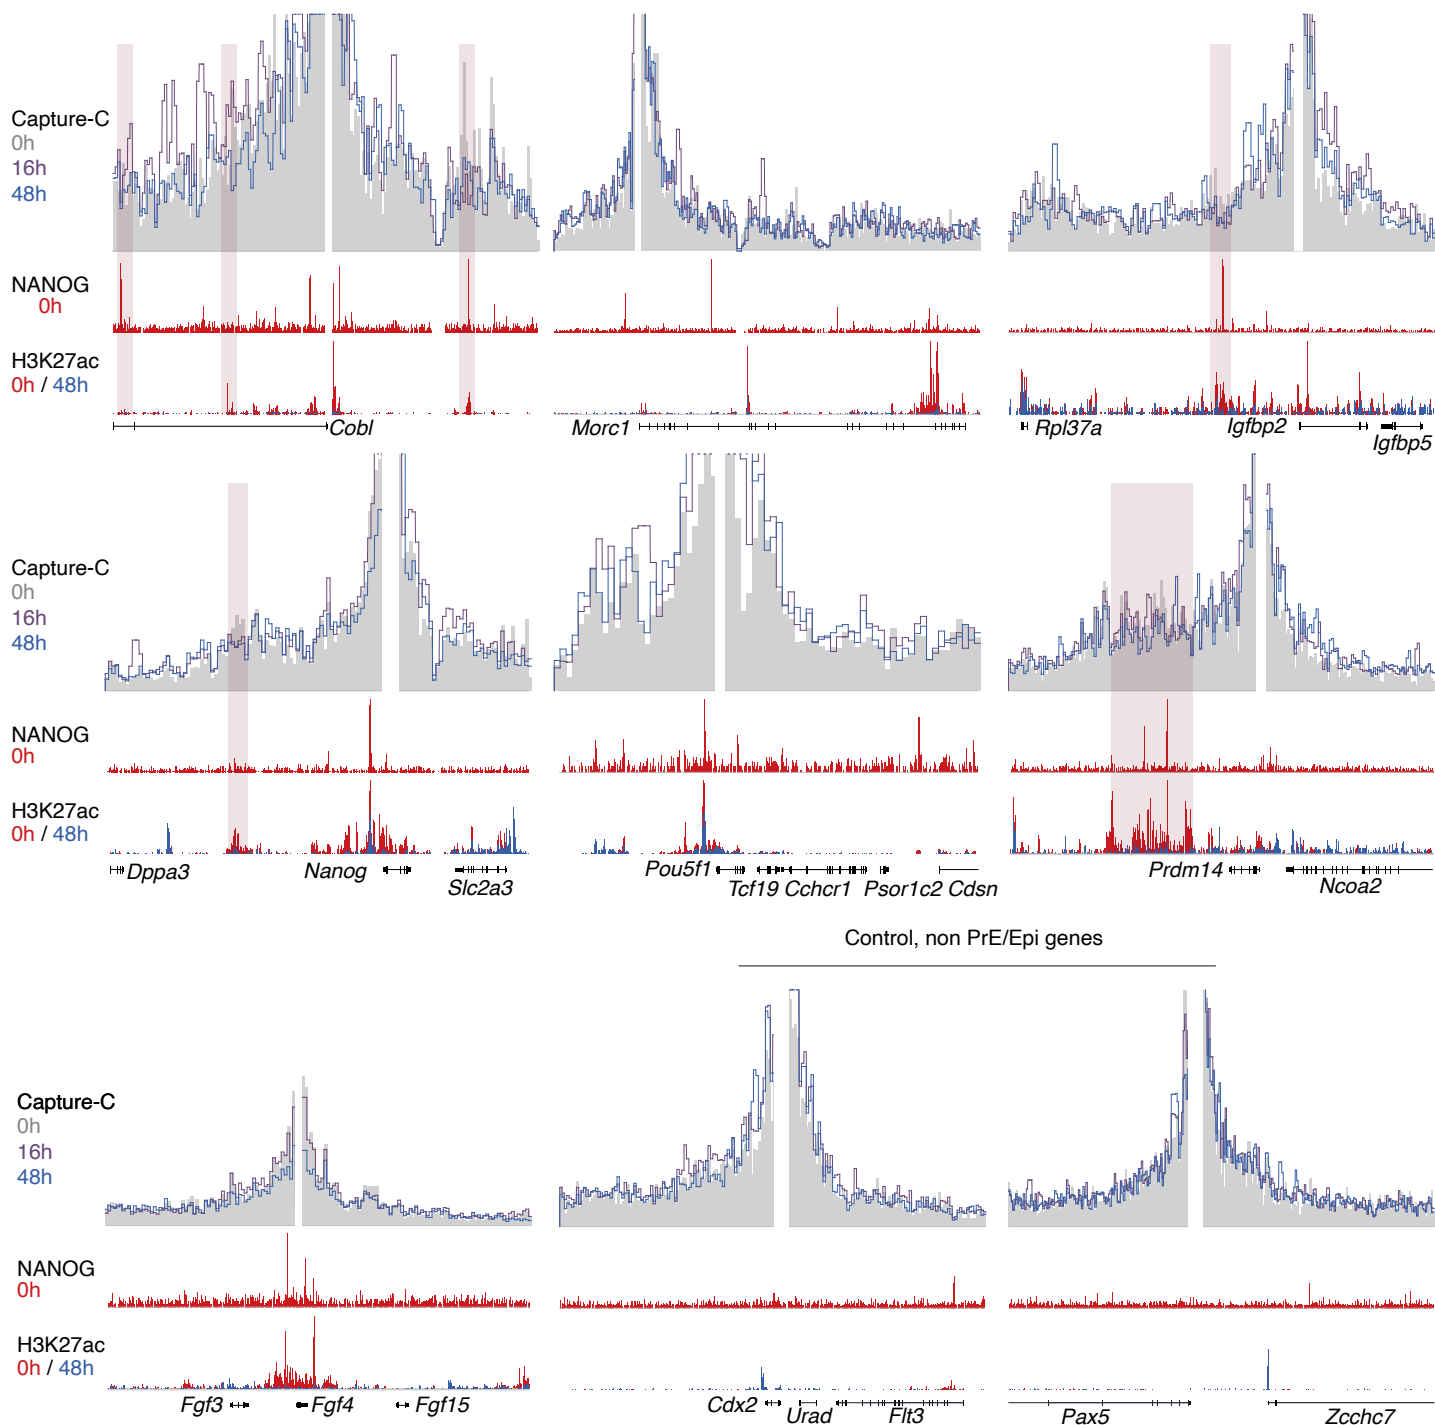 Capture-C
0h
16h
48h
NANOG
0h
H3K27ac
0h / 48h
Cobl
Morc1
Rpl37a
Igfbp2
Igfbp5
Capture-C
0h
16h
48h
NANOG
0h
H3K27ac
0h / 48h
Dppa3
Nanog
Slc2a3
Pou5f1
Tcf19 Cchcr1
Psor1c2 Cdsn
Prdm14
Ncoa2
Control, non PrE/Epi genes
Capture-C
0h
16h
48h
NANOG
0h
H3K27ac
0h / 48h
Fgf3
Fgf4
Fgf15
Cdx2
Urad
Flt3
Pax5
Zcchc7